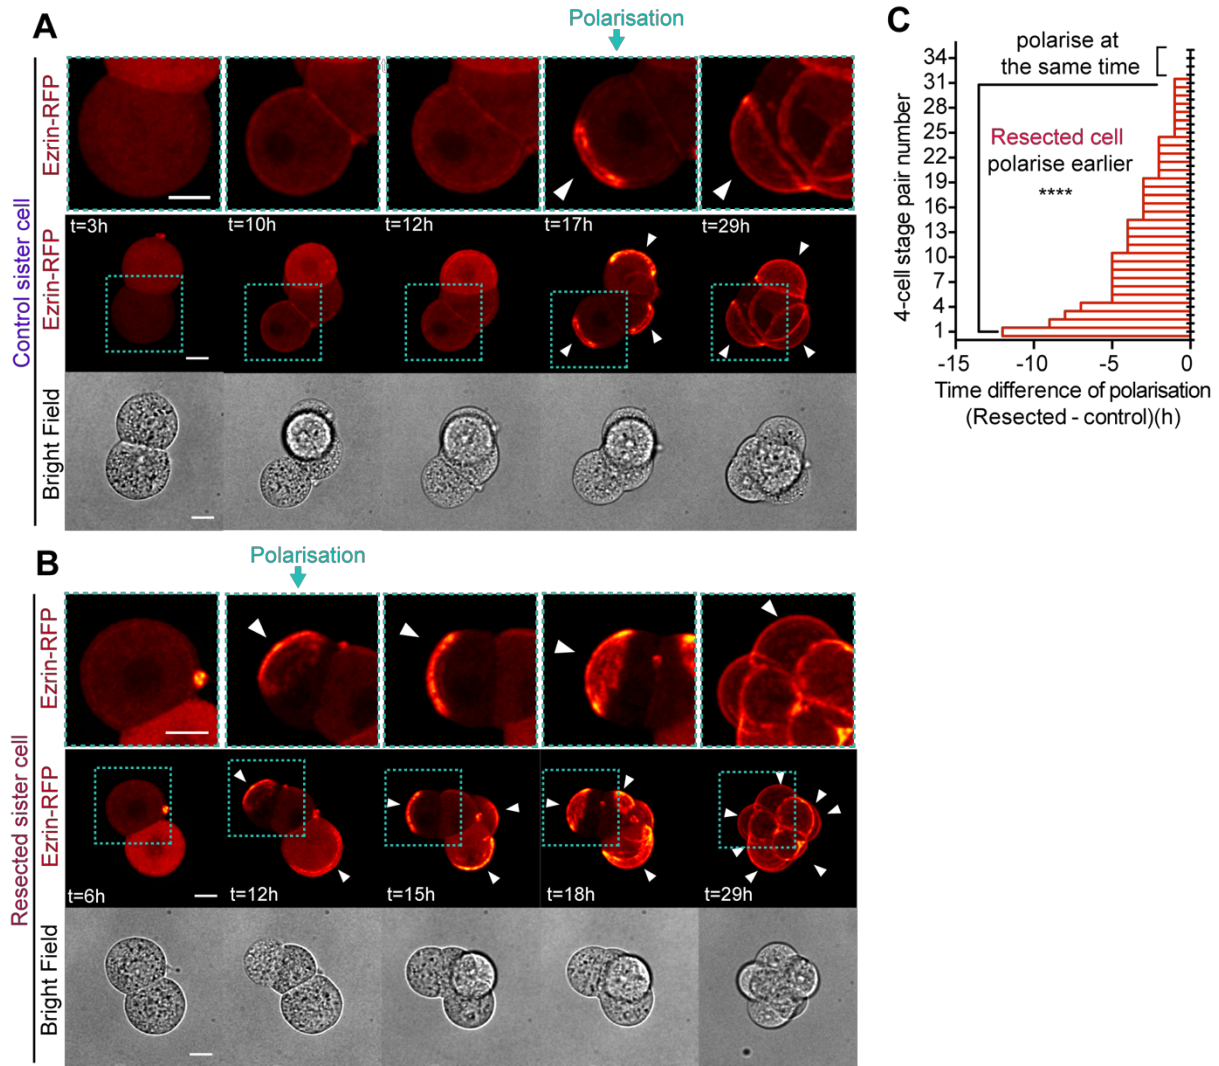 A
Polarisation
Control sister cell
Ezrin-RFP
Ezrin-RFP
t=3h
t=10h
t=12h
t=17h
t=29h
Bright Field
B
Polarisation
Resected sister cell
Ezrin-RFP
Ezrin-RFP
t=6h
t=12h
t=15h
t=18h
t=29h
Bright Field
C
4-cell stage pair number
34
31
28
25
22
19
16
13
10
7
4
1
polarise at
the same time
Resected cell
polarise earlier
****
-15
-10
-5
0
Time difference of polarisation
(Resected - control)(h)